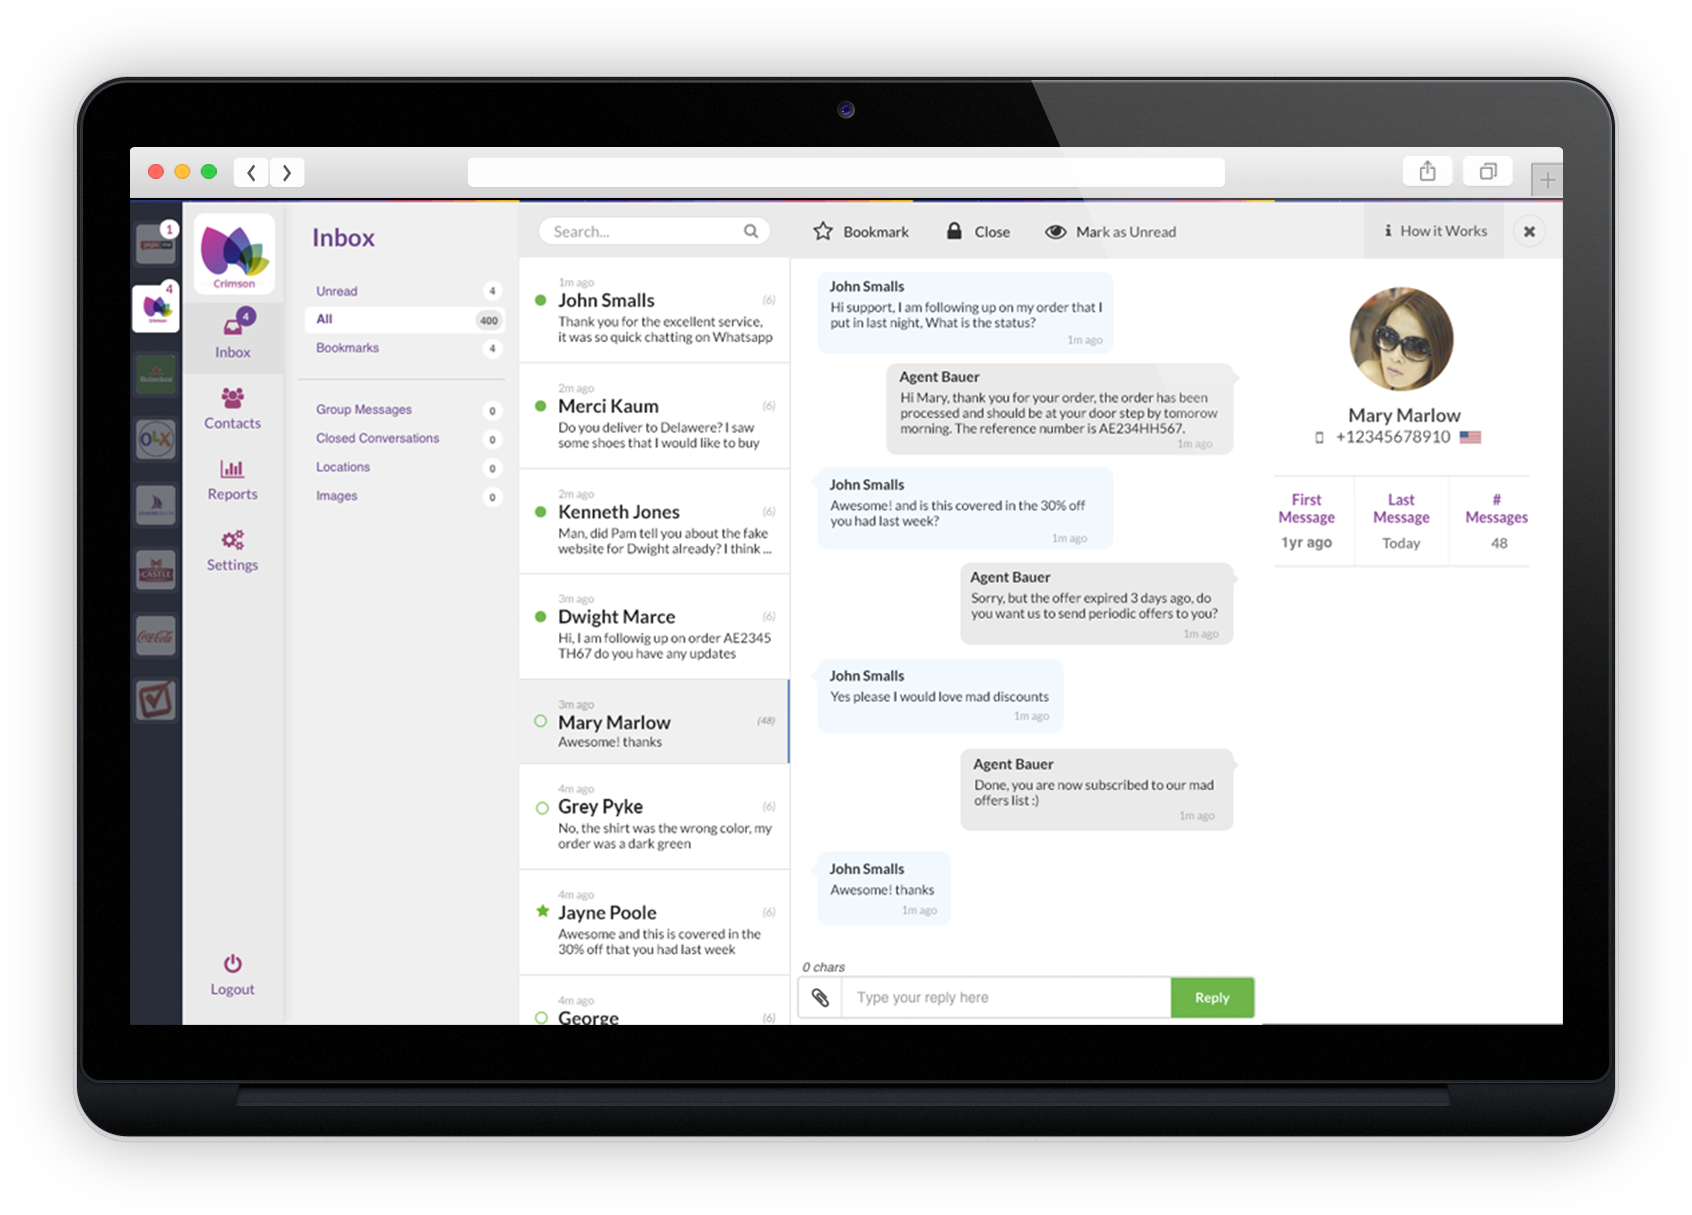 1
4
Crimson
Heineken
OLX
CASTLE
Coca-Cola
Crimson
4
Inbox
Contacts
Reports
Settings
Logout
Inbox
Unread 4
All 400
Bookmarks 4
Group Messages 0
Closed Conversations 0
Locations 0
Images 0
Search...
1m ago
John Smalls (6)
Thank you for the excellent service,
it was so quick chatting on Whatsapp
2m ago
Merci Kaum (6)
Do you deliver to Delawere? I saw
some shoes that I would like to buy
2m ago
Kenneth Jones (6)
Man, did Pam tell you about the fake
website for Dwight already? I think ...
3m ago
Dwight Marce (6)
Hi, I am followig up on order AE2345
TH67 do you have any updates
3m ago
Mary Marlow (48)
Awesome! thanks
4m ago
Grey Pyke (6)
No, the shirt was the wrong color, my
order was a dark green
4m ago
Jayne Poole (6)
Awesome and this is covered in the
30% off that you had last week
4m ago
George (6)
Bookmark
Close
Mark as Unread
i How it Works
John Smalls
Hi support, I am following up on my order that I
put in last night, What is the status?
1m ago
Agent Bauer
Hi Mary, thank you for your order, the order has been
processed and should be at your door step by tomorow
morning. The reference number is AE234HH567.
1m ago
John Smalls
Awesome! and is this covered in the 30% off
you had last week?
1m ago
Agent Bauer
Sorry, but the offer expired 3 days ago, do
you want us to send periodic offers to you?
1m ago
John Smalls
Yes please I would love mad discounts
1m ago
Agent Bauer
Done, you are now subscribed to our mad
offers list :)
1m ago
John Smalls
Awesome! thanks
1m ago
0 chars
Type your reply here
Reply
Mary Marlow
+12345678910
First
Message
1yr ago
Last
Message
Today
#
Messages
48